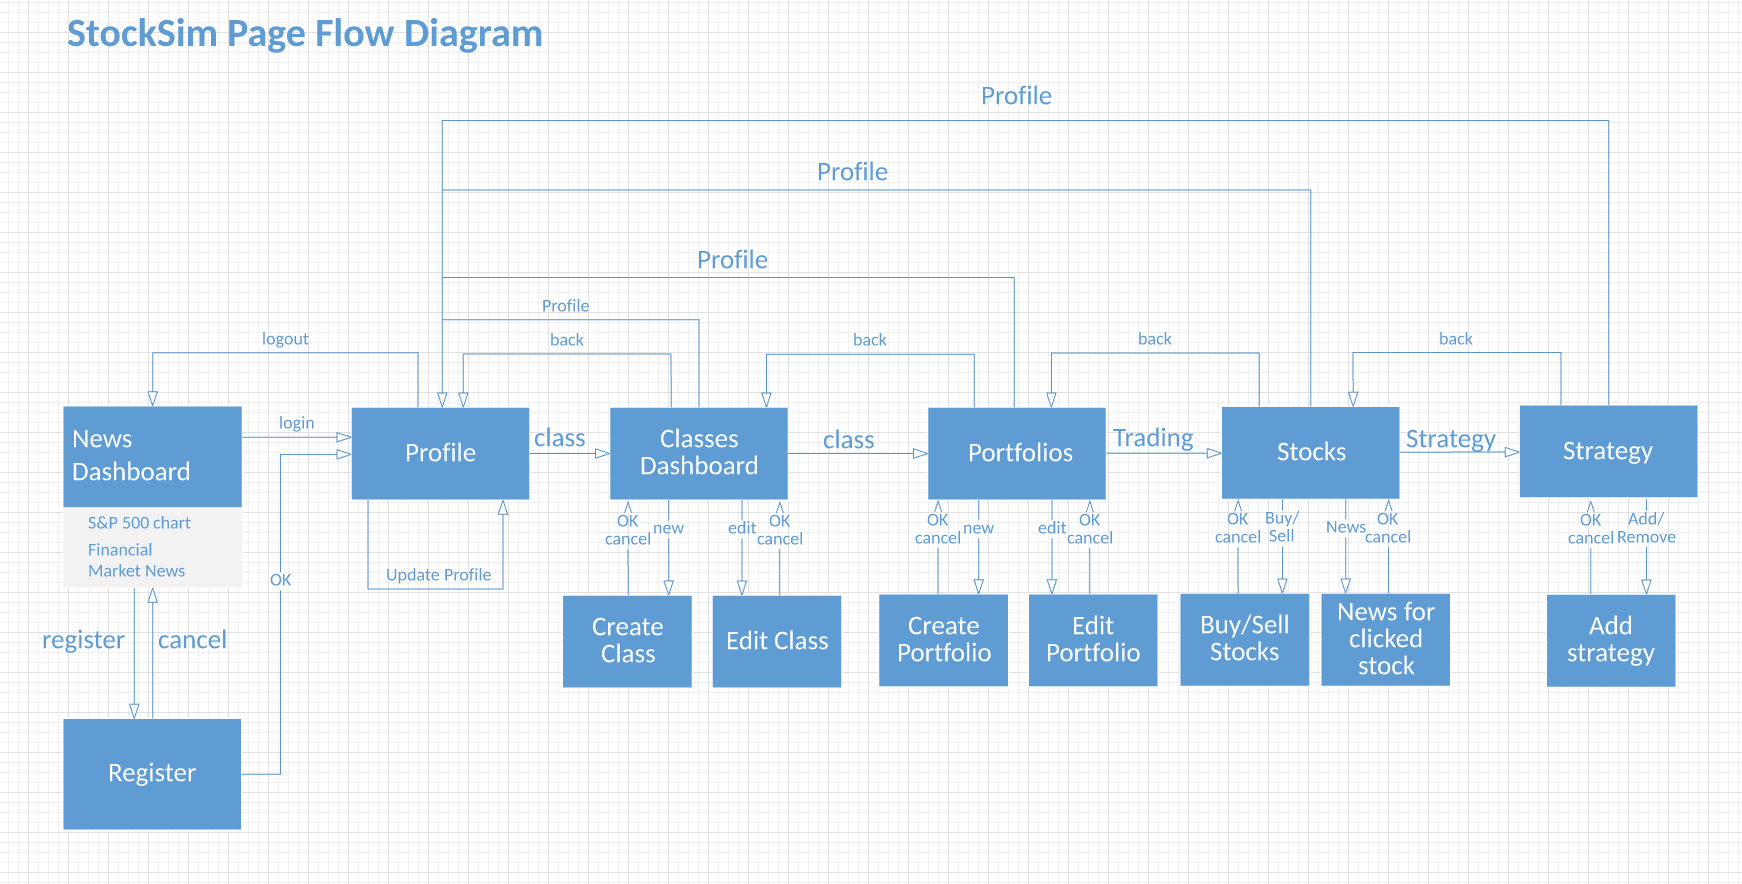 StockSim Page Flow Diagram
Profile
Profile
Profile
Profile
logout
back
back
back
back
login
class
class
Trading
Strategy
News
Dashboard
Profile
Classes
Dashboard
Portfolios
Stocks
Strategy
S&P 500 chart
Financial
Market News
OK
cancel
new
edit
OK
cancel
OK
cancel
new
edit
OK
cancel
OK
cancel
Buy/
Sell
News
OK
cancel
OK
cancel
Add/
Remove
Update Profile
OK
register
cancel
Create
Class
Edit Class
Create
Portfolio
Edit
Portfolio
Buy/Sell
Stocks
News for
clicked
stock
Add
strategy
Register